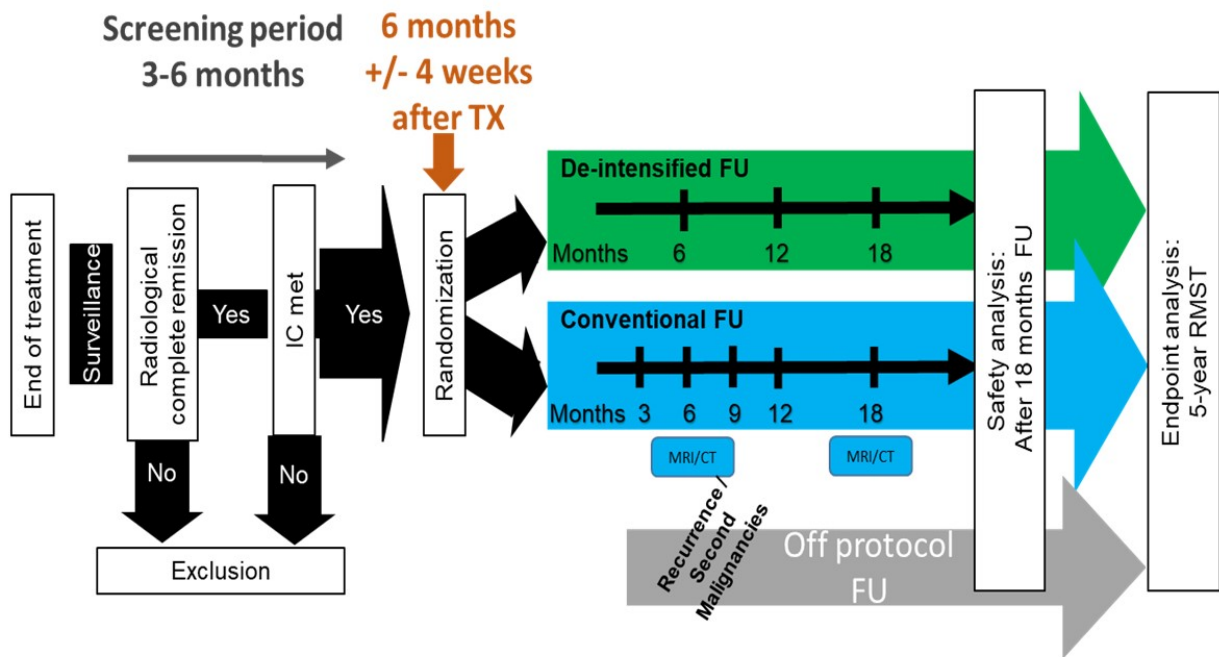 Screening period
3-6 months
6 months
+/- 4 weeks
after TX
End of treatment
Surveillance
Radiological
complete remission
Yes
IC met
Yes
No
No
Exclusion
Randomization
De-intensified FU
Months 6 12 18
Conventional FU
Months 3 6 9 12 18
MRI/CT
MRI/CT
Recurrence /
Second
Malignancies
Off protocol
FU
Safety analysis:
After 18 months FU
Endpoint analysis:
5-year RMST